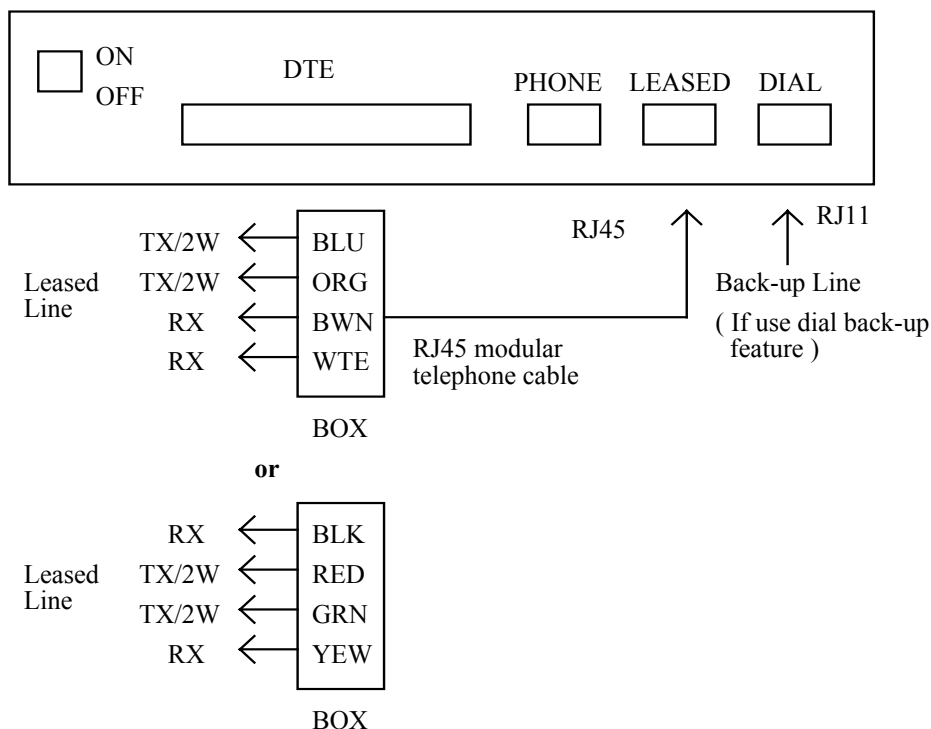 ON
OFF
DTE
PHONE LEASED DIAL
TX/2W BLU
Leased TX/2W ORG
Line RX BWN
RX WTE
BOX
RJ45 modular
telephone cable
RJ45
RJ11
Back-up Line
( If use dial back-up
feature )
or
RX BLK
Leased TX/2W RED
Line TX/2W GRN
RX YEW
BOX